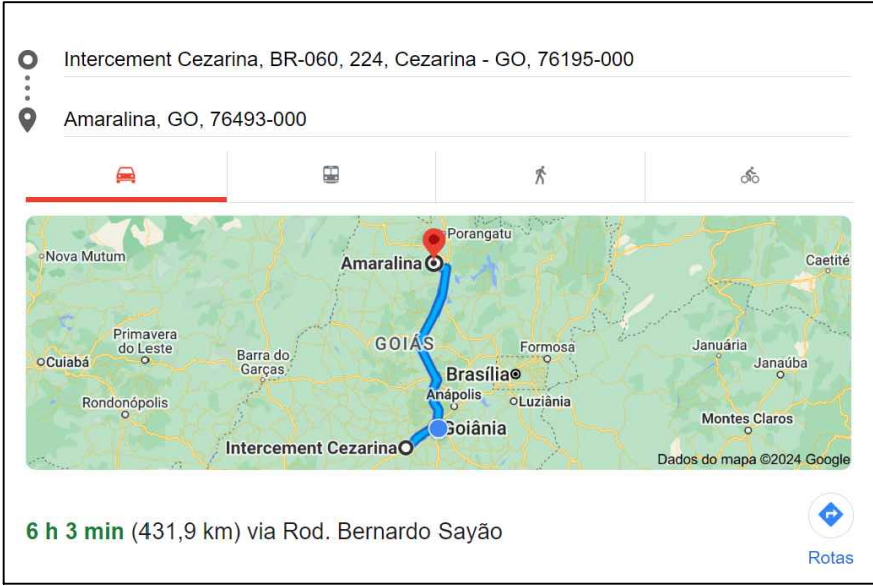 Intercement Cezarina, BR-060, 224, Cezarina - GO, 76195-000
Amaralina, GO, 76493-000
Porangatu
Nova Mutum
Amaralina
Caetité
Primavera
do Leste
GOIÁS
Formosa
Januária
Cuiabá
Barra do
Garças
Janaúba
Brasília
Anápolis
Luziânia
Rondonópolis
Montes Claros
Goiânia
Intercement Cezarina
Dados do mapa ©2024 Google
6 h 3 min (431,9 km) via Rod. Bernardo Sayão
Rotas